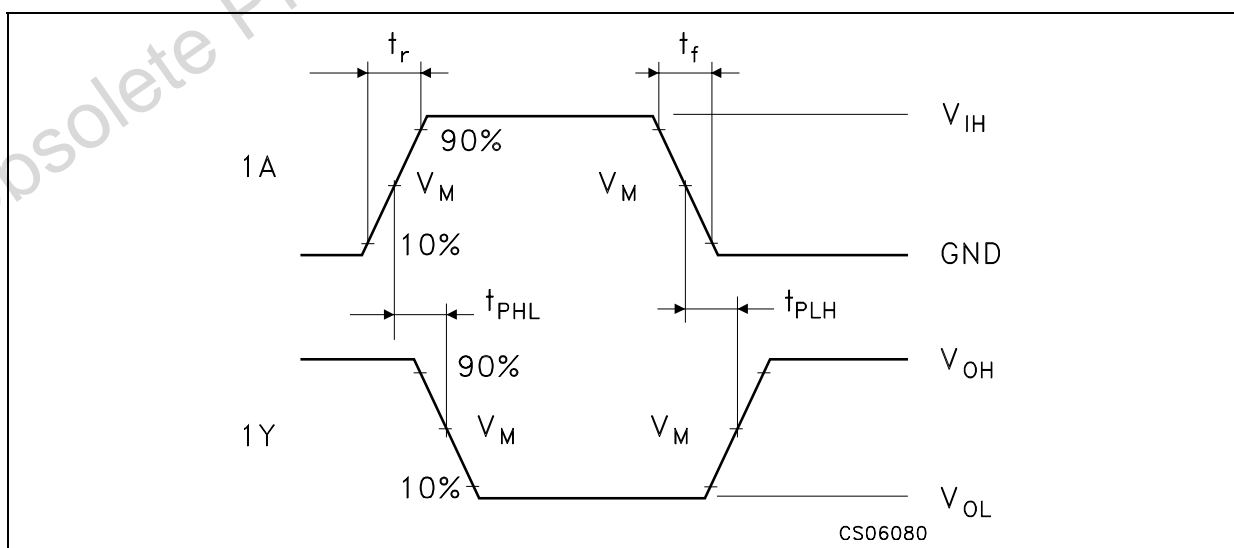 t_r
t_f
V_IH
90%
1A
V_M
V_M
10%
GND
t_PHL
t_PLH
90%
V_OH
1Y
V_M
V_M
10%
V_OL
CS06080